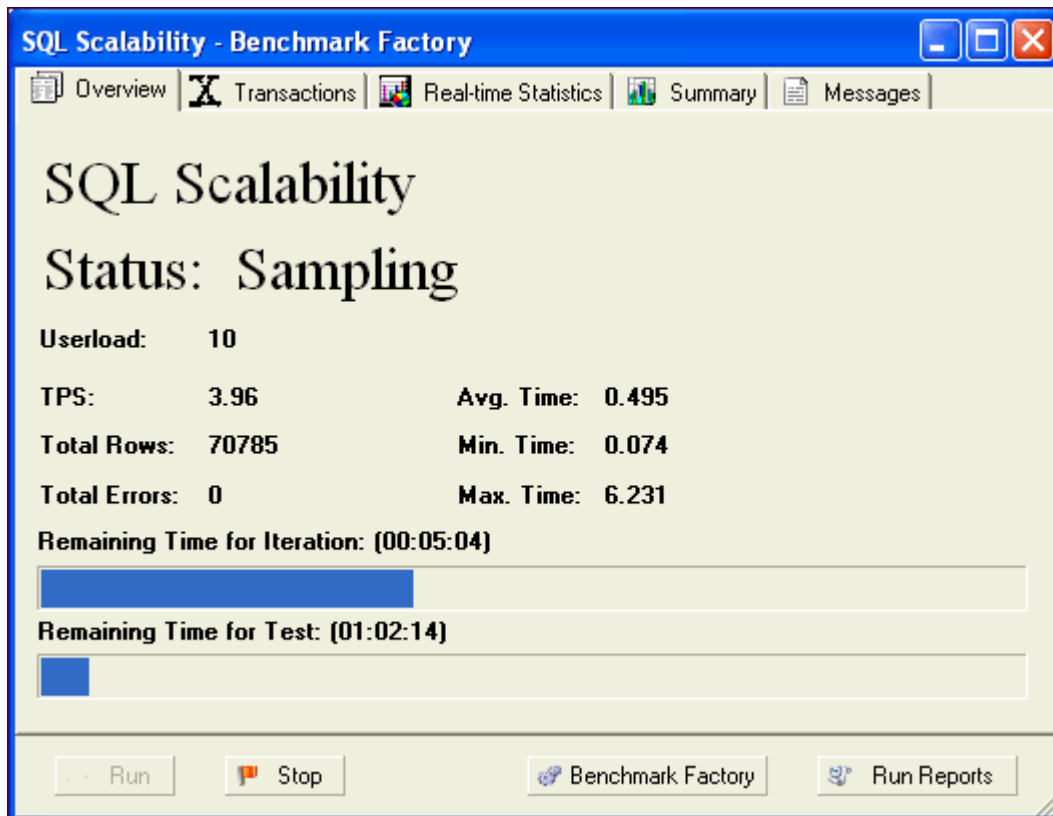 SQL Scalability - Benchmark Factory
Overview Transactions Real-time Statistics Summary Messages
SQL Scalability
Status: Sampling
Userload: 10
TPS: 3.96 Avg. Time: 0.495
Total Rows: 70785 Min. Time: 0.074
Total Errors: 0 Max. Time: 6.231
Remaining Time for Iteration: (00:05:04)
Remaining Time for Test: (01:02:14)
Run Stop Benchmark Factory Run Reports